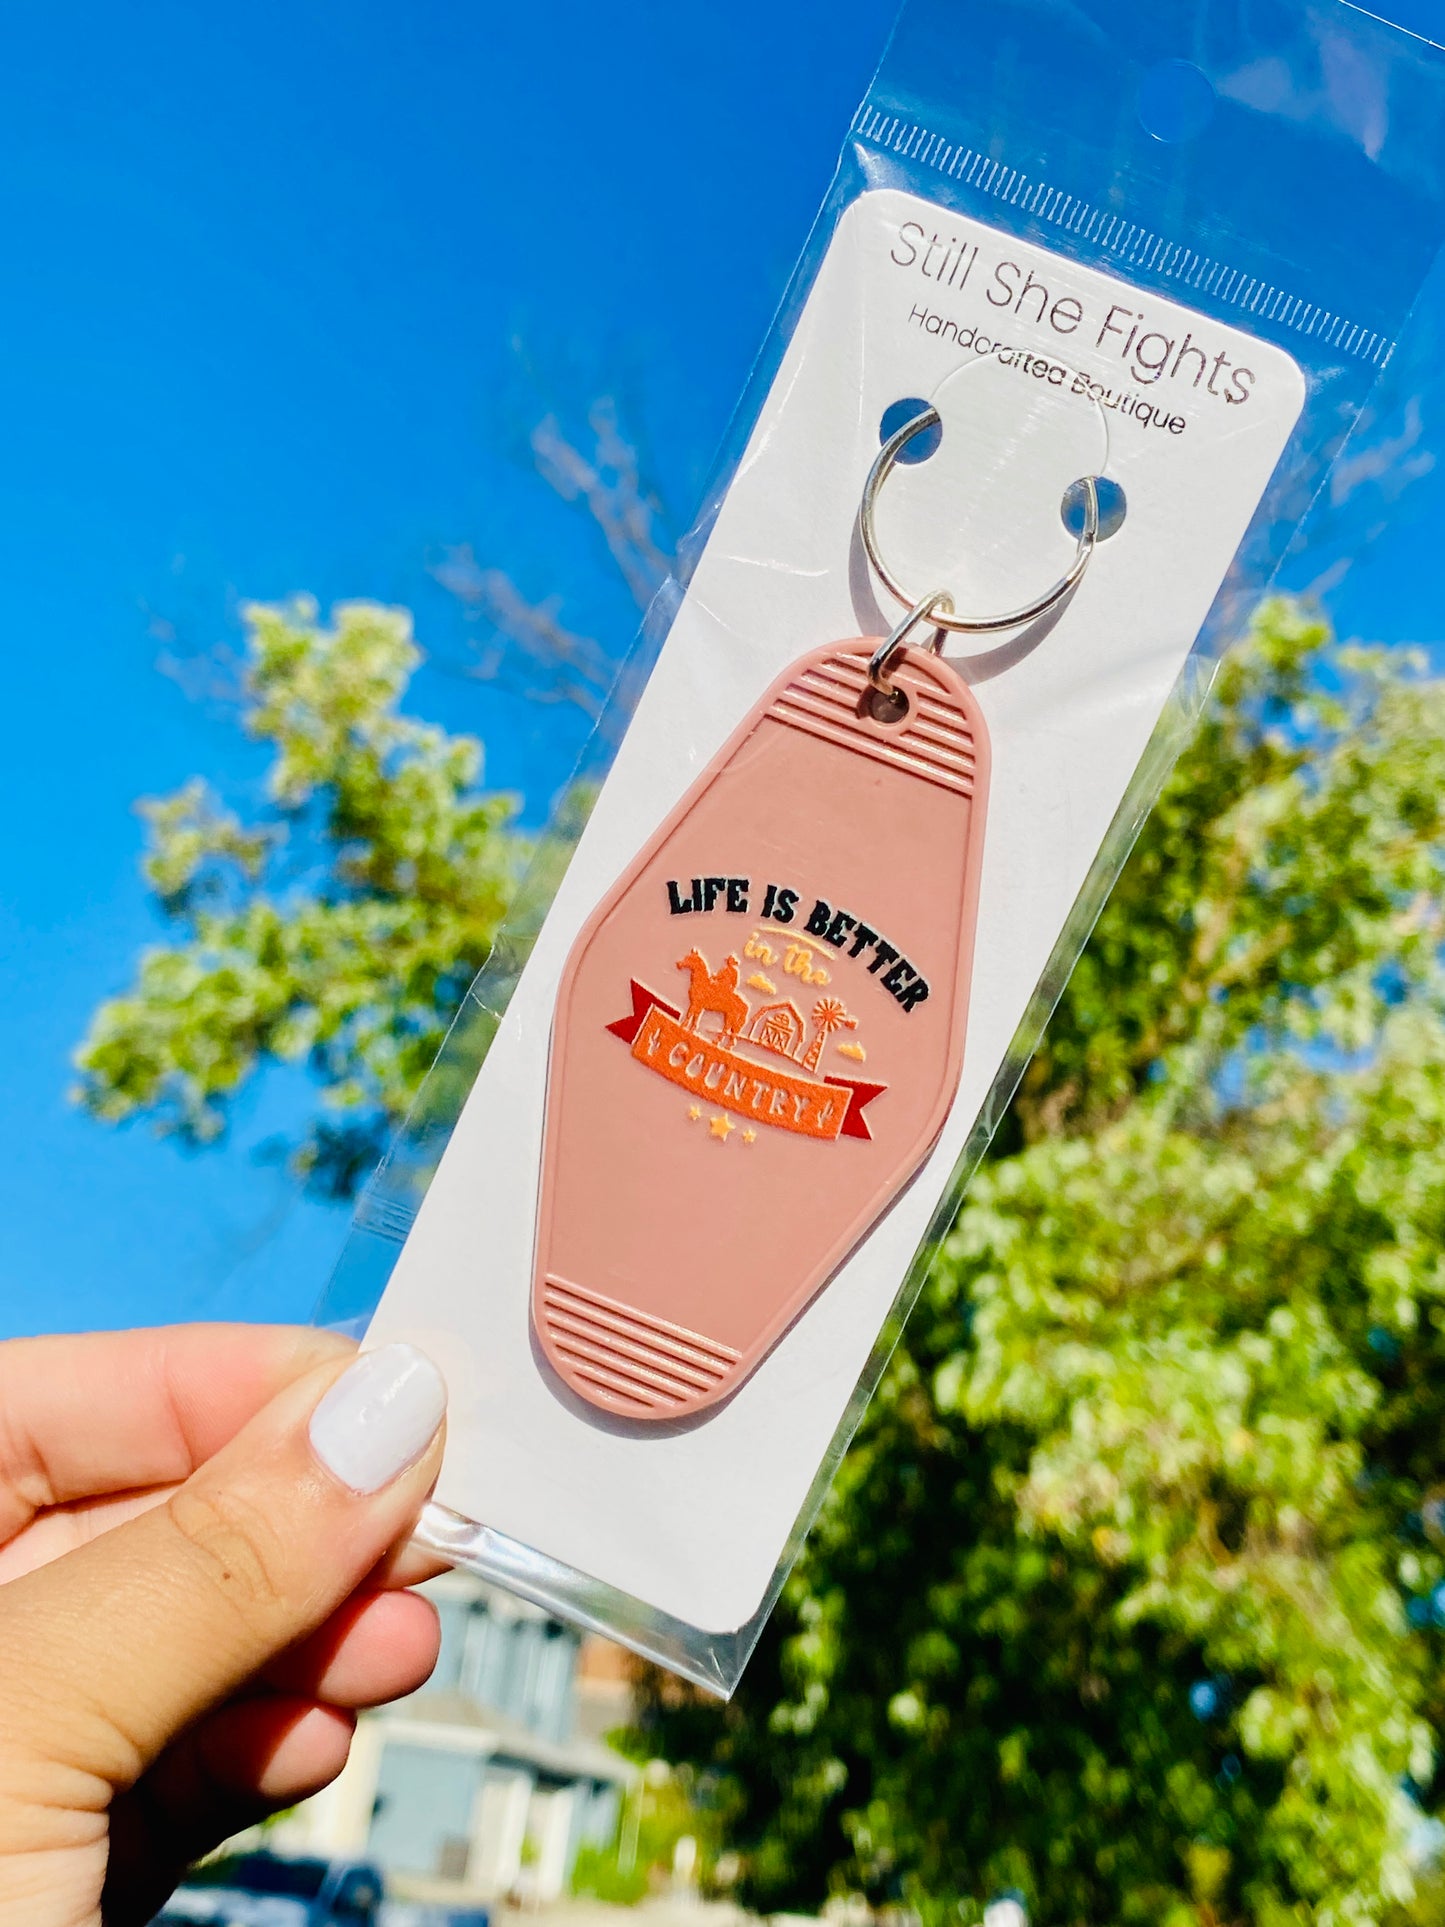 Still She Fights
Handcrafted Boutique
LIFE IS BETTER
in the
COUNTRY